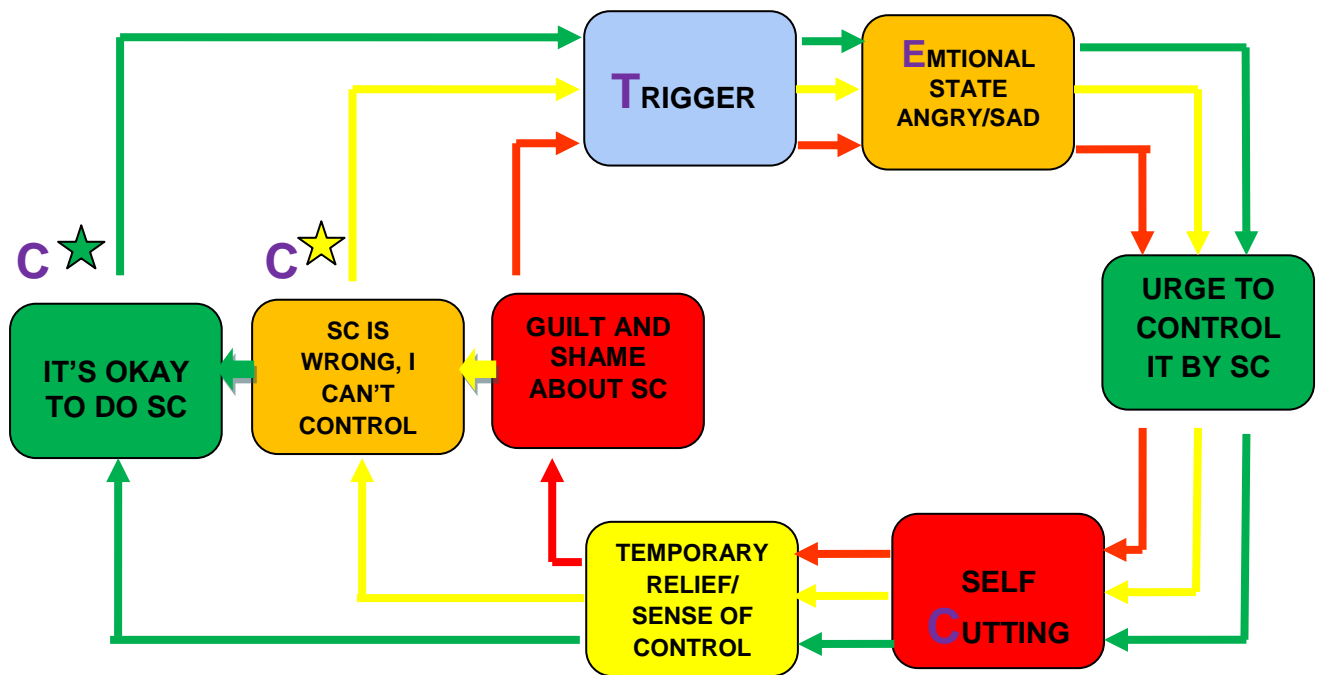 TRIGGER
EMTIONAL
STATE
ANGRY/SAD
C
C
IT’S OKAY
TO DO SC
SC IS
WRONG, I
CAN’T
CONTROL
GUILT AND
SHAME
ABOUT SC
URGE TO
CONTROL
IT BY SC
TEMPORARY
RELIEF/
SENSE OF
CONTROL
SELF
CUTTING